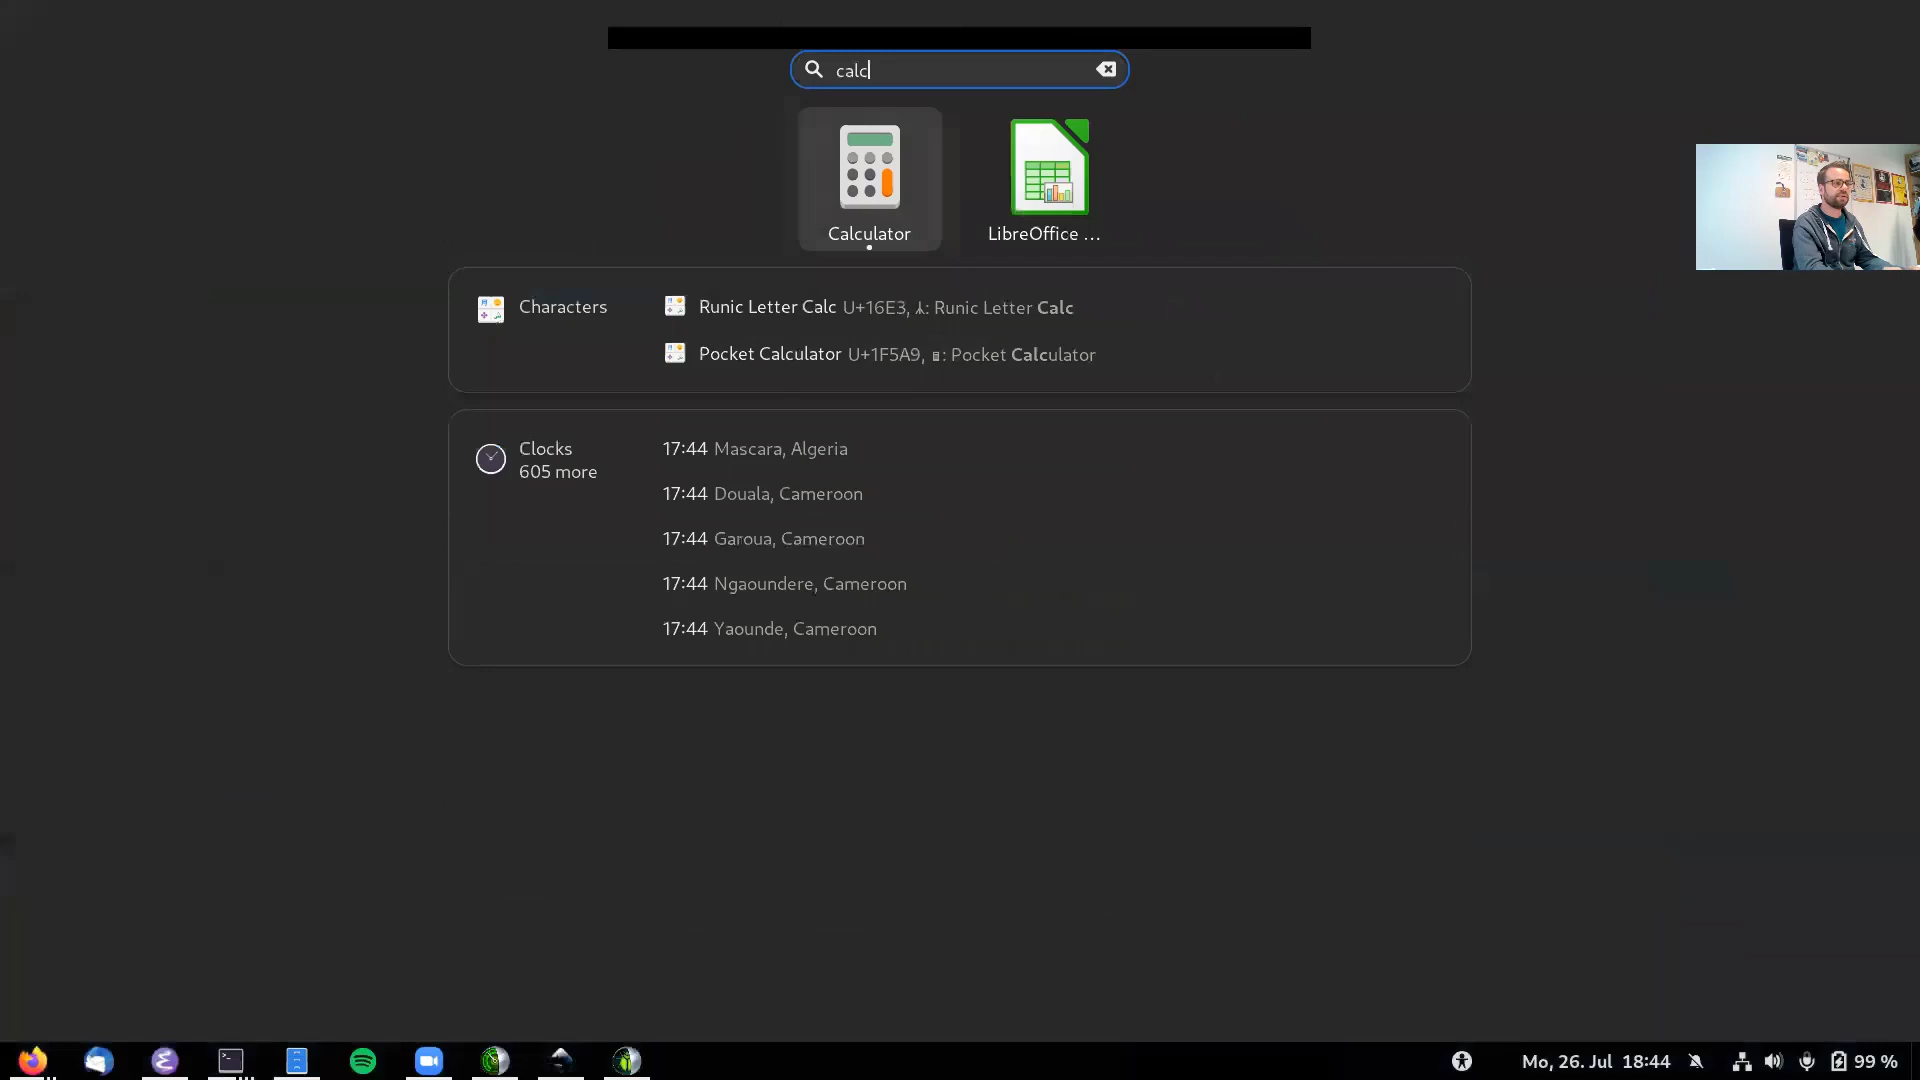 calc
Calculator
LibreOffice ...
Characters
Runic Letter Calc U+16E3, ᛣ: Runic Letter Calc
Pocket Calculator U+1F5A9, 🖩: Pocket Calculator
Clocks
605 more
17:44 Mascara, Algeria
17:44 Douala, Cameroon
17:44 Garoua, Cameroon
17:44 Ngaoundere, Cameroon
17:44 Yaounde, Cameroon
Mo, 26. Jul 18:44
99 %